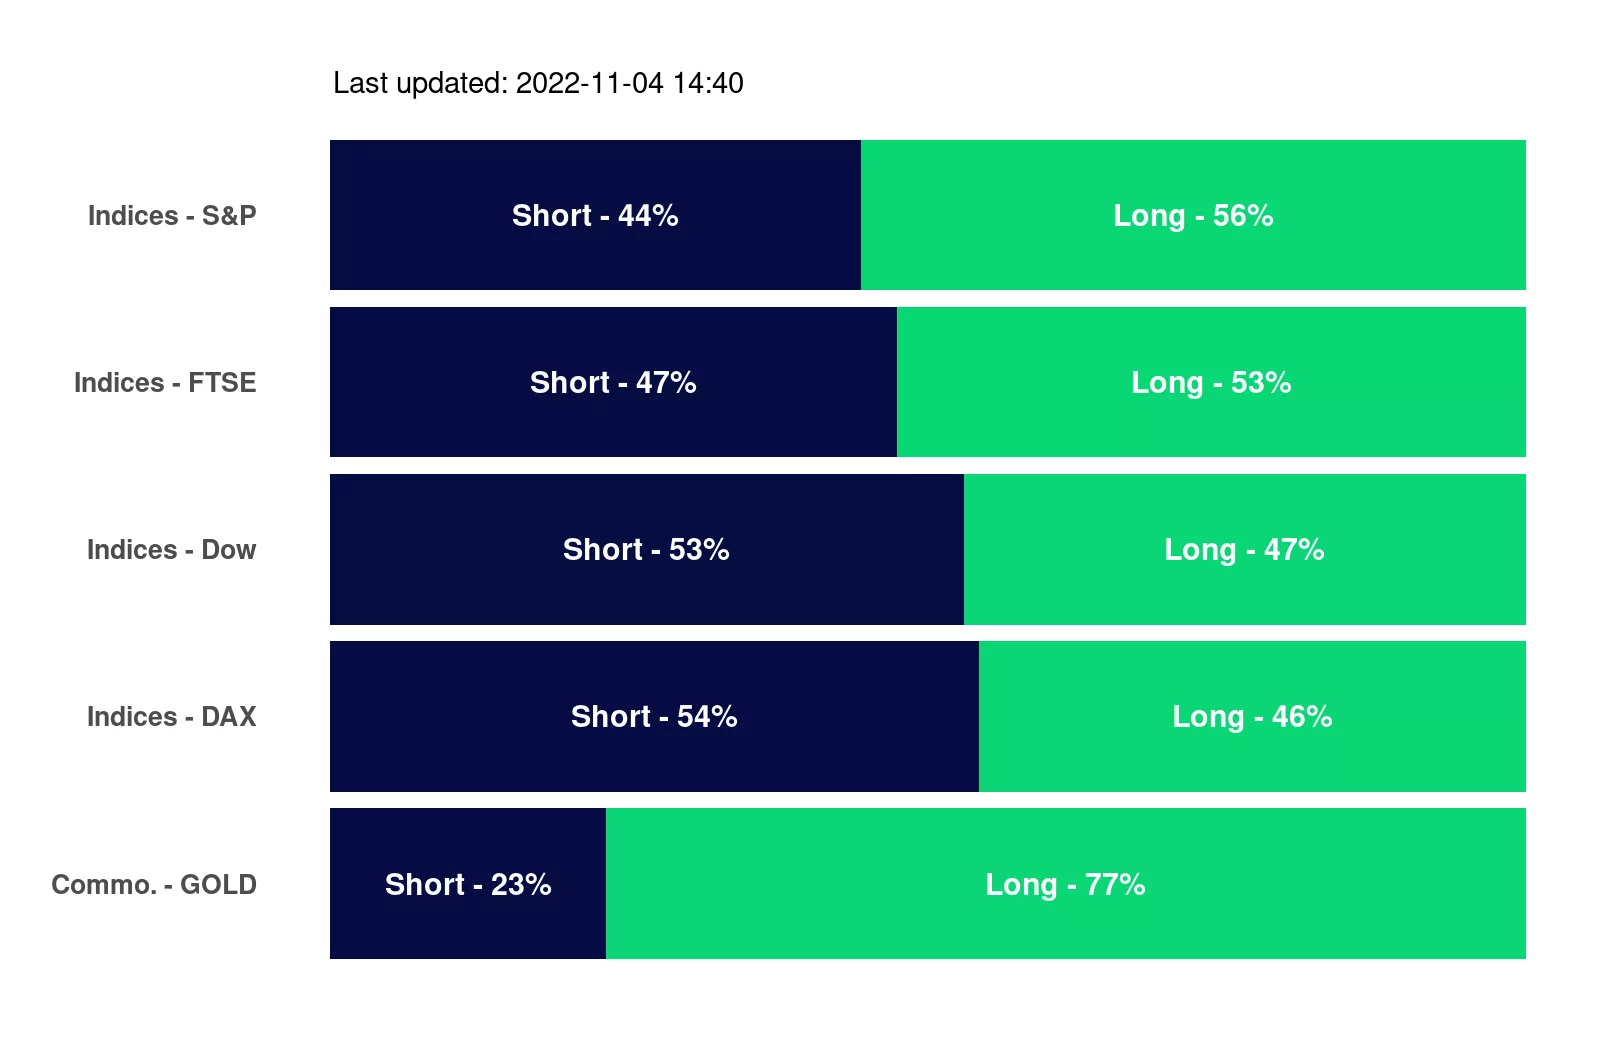 Last updated: 2022-11-04 14:40
Indices - S&P Short - 44% Long - 56%
Indices - FTSE Short - 47% Long - 53%
Indices - Dow Short - 53% Long - 47%
Indices - DAX Short - 54% Long - 46%
Commo. - GOLD Short - 23% Long - 77%